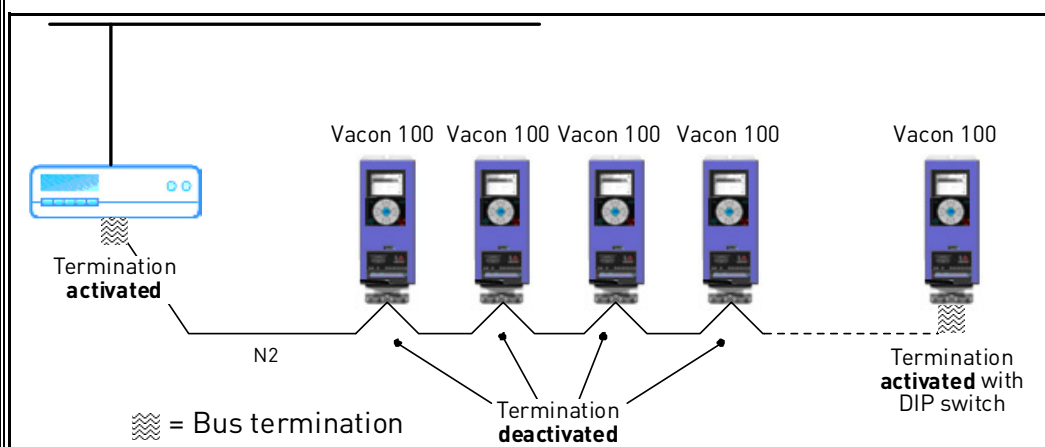 Vacon 100 Vacon 100 Vacon 100 Vacon 100 Vacon 100
Termination
activated
N2
Termination
deactivated
Termination
activated with
DIP switch
= Bus termination